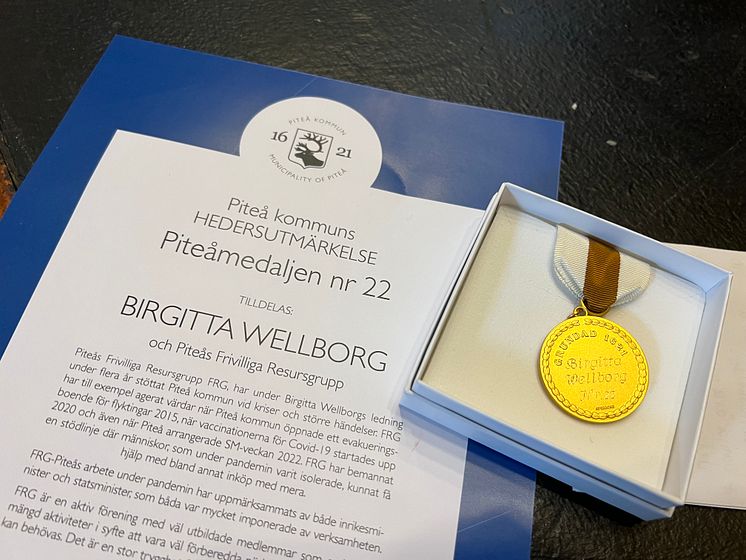 PITEÅ KOMMUN
16 21
MUNICIPALITY OF PITEÅ
Piteå kommuns
HEDERSUTMÄRKELSE
Piteåmedaljen nr 22
TILLDELAS:
BIRGITTA WELLBORG
och Piteås Frivilliga Resursgrupp
Piteås Frivilliga Resursgrupp FRG, har under Birgitta Wellborgs ledning
under flera år stöttat Piteå kommun vid kriser och större händelser. FRG
har till exempel agerat värdar när Piteå kommun öppnade ett evakuerings-
boende för flyktingar 2015, när vaccinationerna för Covid-19 startades upp
2020 och även när Piteå arrangerade SM-veckan 2022. FRG har bemannat
en stödlinje där människor, som under pandemin varit isolerade, kunnat få
hjälp med bland annat inköp med mera.
FRG-Piteås arbete under pandemin har uppmärksammats av både inrikesmi-
nister och statsminister, som båda var mycket imponerade av verksamheten.
FRG är en aktiv förening med väl utbildade medlemmar som
mängd aktiviteter i syfte att vara väl förberedda
kan behövas. Det är en stor
GRUNDAD 1621
Birgitta
Wellborg
Nr 22